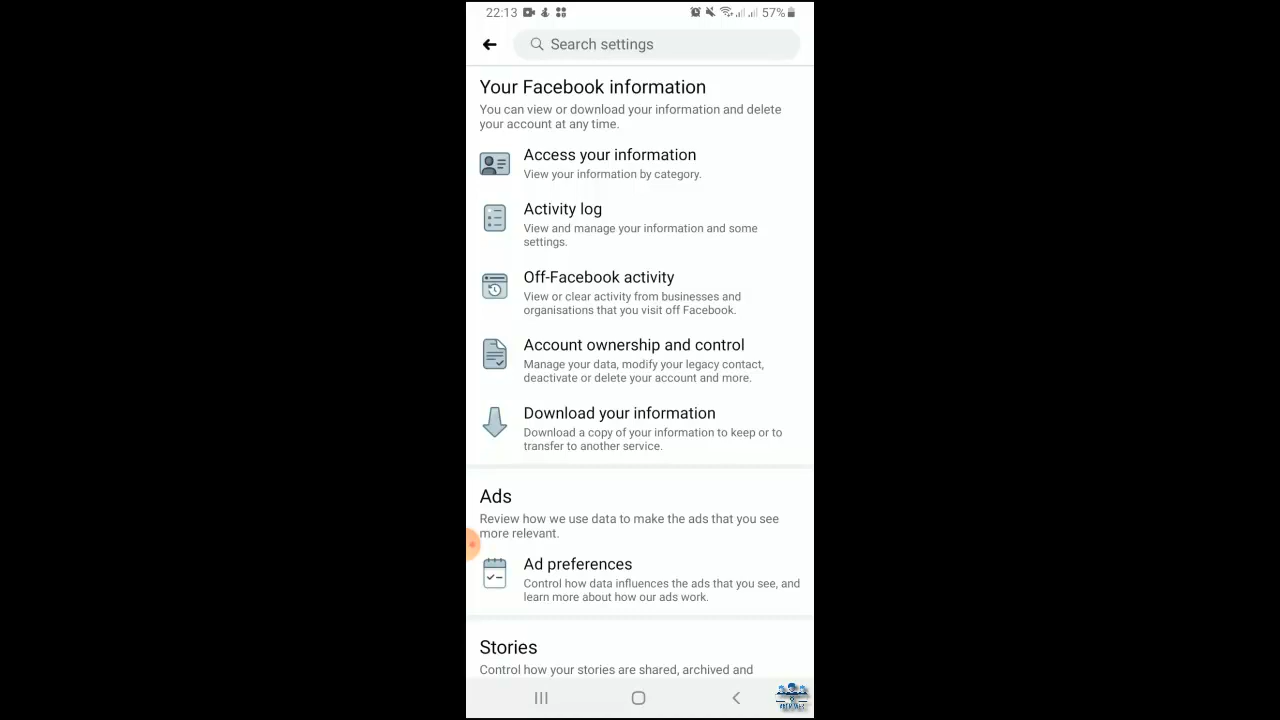 22:13
57%
Search settings
Your Facebook information
You can view or download your information and delete
your account at any time.
Access your information
View your information by category.
Activity log
View and manage your information and some
settings.
Off-Facebook activity
View or clear activity from businesses and
organisations that you visit off Facebook.
Account ownership and control
Manage your data, modify your legacy contact,
deactivate or delete your account and more.
Download your information
Download a copy of your information to keep or to
transfer to another service.
Ads
Review how we use data to make the ads that you see
more relevant.
Ad preferences
Control how data influences the ads that you see, and
learn more about how our ads work.
Stories
Control how your stories are shared, archived and